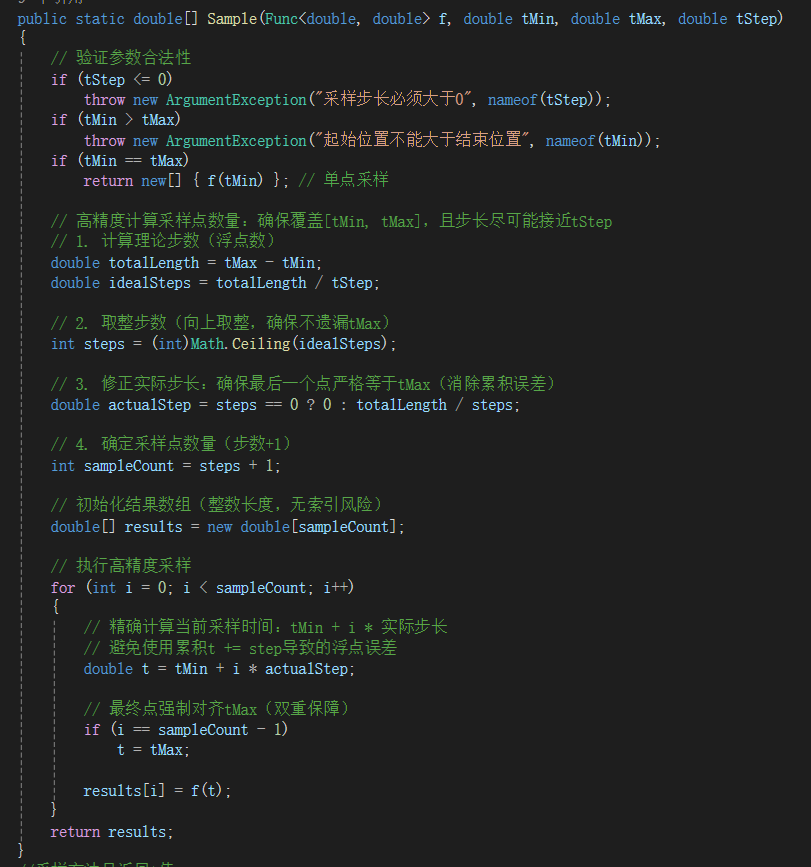 public static double[] Sample(Func<double, double> f, double tMin, double tMax, double tStep)
{
// 验证参数合法性
if (tStep <= 0)
throw new ArgumentException("采样步长必须大于0", nameof(tStep));
if (tMin > tMax)
throw new ArgumentException("起始位置不能大于结束位置", nameof(tMin));
if (tMin == tMax)
return new[] { f(tMin) }; // 单点采样
// 高精度计算采样点数量：确保覆盖[tMin, tMax]，且步长尽可能接近tStep
// 1. 计算理论步数（浮点数）
double totalLength = tMax - tMin;
double idealSteps = totalLength / tStep;
// 2. 取整步数（向上取整，确保不遗漏tMax）
int steps = (int)Math.Ceiling(idealSteps);
// 3. 修正实际步长：确保最后一个点严格等于tMax（消除累积误差）
double actualStep = steps == 0 ? 0 : totalLength / steps;
// 4. 确定采样点数量（步数+1）
int sampleCount = steps + 1;
// 初始化结果数组（整数长度，无索引风险）
double[] results = new double[sampleCount];
// 执行高精度采样
for (int i = 0; i < sampleCount; i++)
{
// 精确计算当前采样时间：tMin + i * 实际步长
// 避免使用累积t += step导致的浮点误差
double t = tMin + i * actualStep;
// 最终点强制对齐tMax（双重保障）
if (i == sampleCount - 1)
t = tMax;
results[i] = f(t);
}
return results;
}